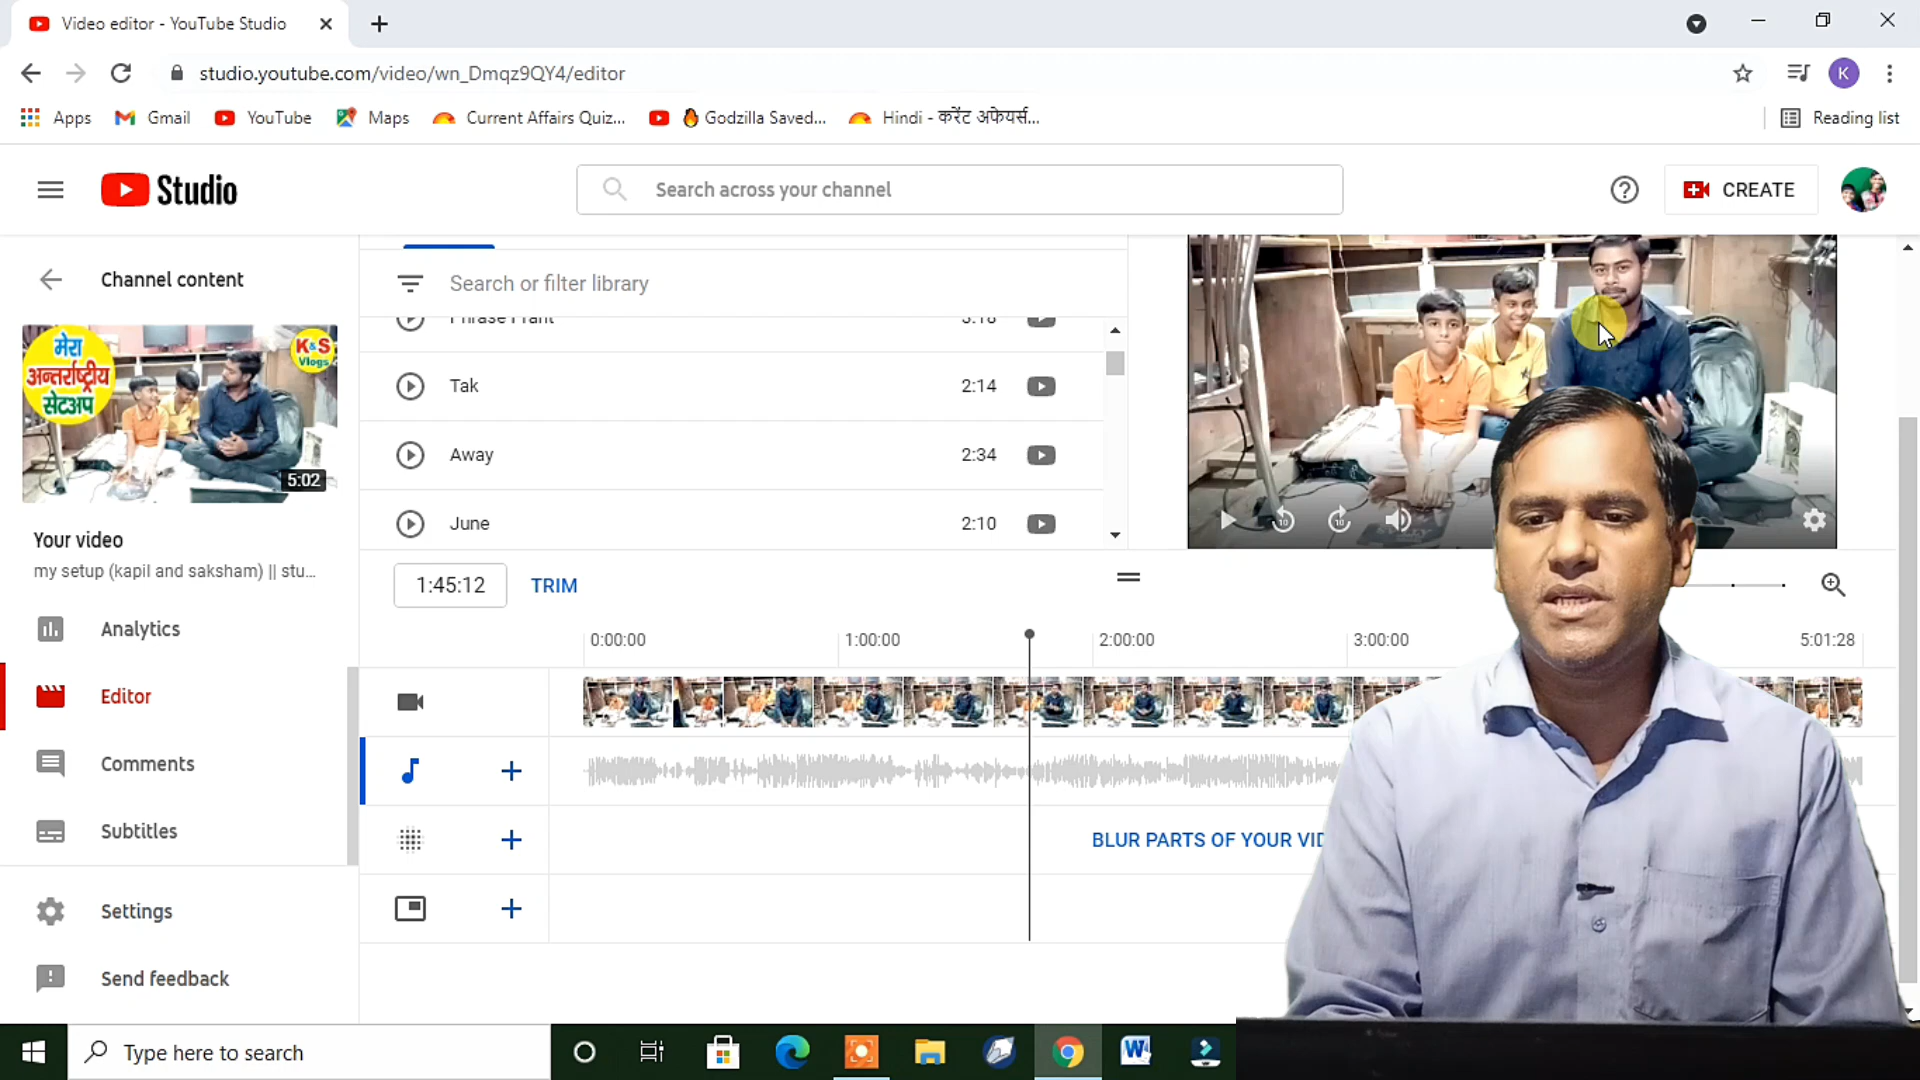 Video editor - YouTube Studio
studio.youtube.com/video/wn_Dmqz9QY4/editor
K
Apps
Gmail
YouTube
Maps
Current Affairs Quiz...
Godzilla Saved...
Hindi - करेंट अफेयर्स...
Reading list
Studio
Search across your channel
CREATE
Channel content
Search or filter library
मेरा
अन्तर्राष्ट्रीय
सेटअप
K&S
Vlogs
5:02
Tak 2:14
Away 2:34
June 2:10
10
10
Your video
my setup (kapil and saksham) || stu...
1:45:12
TRIM
0:00:00
1:00:00
2:00:00
3:00:00
5:01:28
Analytics
Editor
Comments
Subtitles
BLUR PARTS OF YOUR
Settings
Send feedback
Type here to search